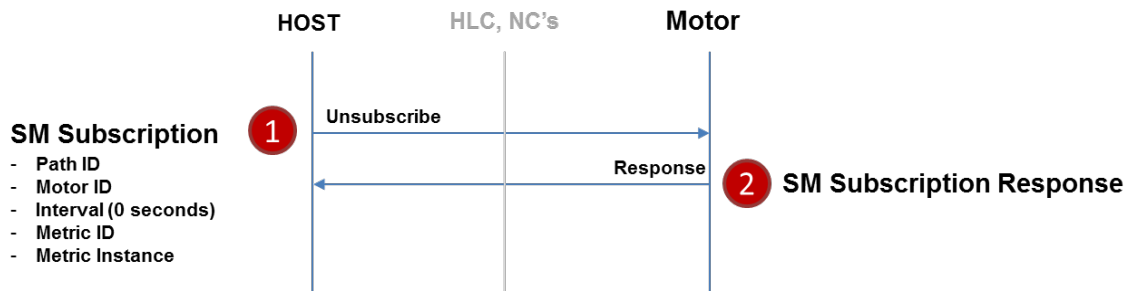 HOST
HLC, NC's
Motor
1
Unsubscribe
SM Subscription
- Path ID
- Motor ID
- Interval (0 seconds)
- Metric ID
- Metric Instance
Response
2
SM Subscription Response